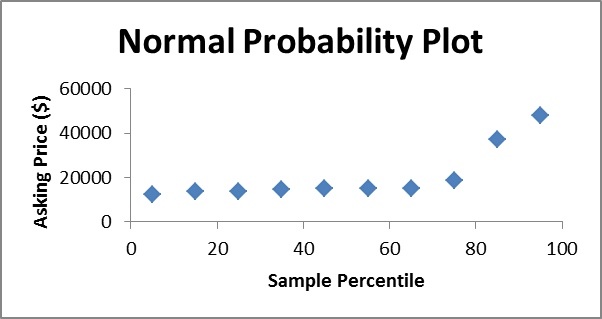 Normal Probability Plot
60000
40000
20000
0
Asking Price ($)
0 20 40 60 80 100
Sample Percentile